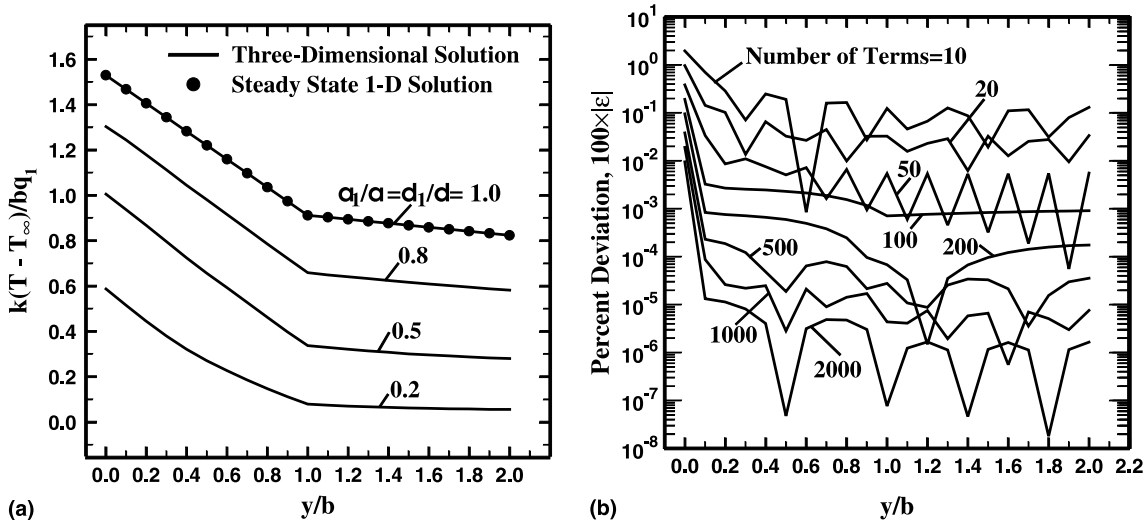 k(T - T∞)/bq1
1.6
1.4
1.2
1.0
0.8
0.6
0.4
0.2
0.0
Three-Dimensional Solution
Steady State 1-D Solution
a1/a=d1/d= 1.0
0.8
0.5
0.2
0.0 0.2 0.4 0.6 0.8 1.0 1.2 1.4 1.6 1.8 2.0
y/b
(a)
Percent Deviation, 100×|ε|
10^1
10^0
10^-1
10^-2
10^-3
10^-4
10^-5
10^-6
10^-7
10^-8
Number of Terms=10
20
50
100
200
500
1000
2000
0.0 0.2 0.4 0.6 0.8 1.0 1.2 1.4 1.6 1.8 2.0 2.2
y/b
(b)